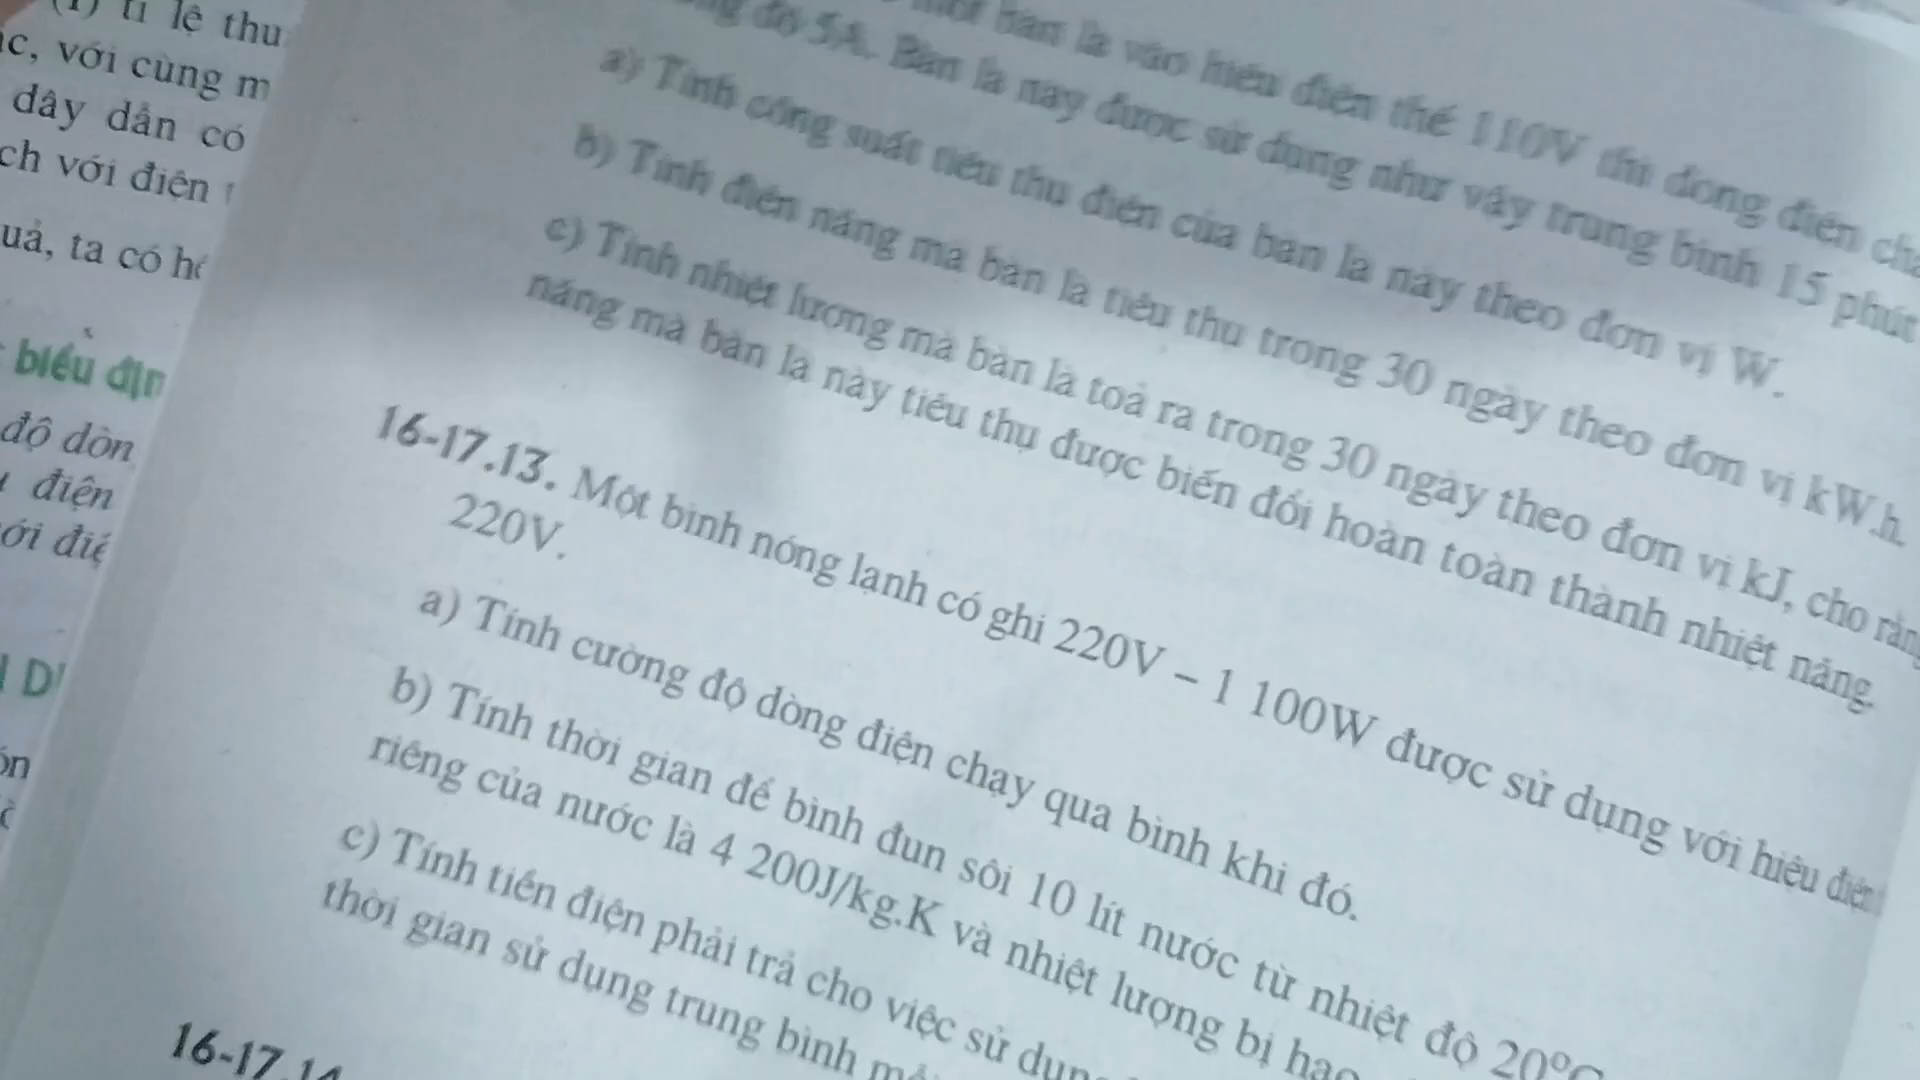 tỉ lệ thu
ặc, với cùng m
dây dẫn có
ch với điện t
uả, ta có hệ
biểu địn
độ dòn
điện
ới điệ
bàn là vào hiệu điện thế 110V thì dòng điện
độ 5A. Bàn là này được sử dụng như vậy trung bình 15 phút
a) Tính công suất tiêu thụ điện của bàn là này theo đơn vị W.
b) Tính điện năng mà bàn là tiêu thụ trong 30 ngày theo đơn vị kW.h.
c) Tính nhiệt lượng mà bàn là toả ra trong 30 ngày theo đơn vị kJ, cho rằng
năng mà bàn là này tiêu thụ được biến đổi hoàn toàn thành nhiệt năng.
16-17.13. Một bình nóng lạnh có ghi 220V – 1 100W được sử dụng với hiệu điện
220V.
a) Tính cường độ dòng điện chạy qua bình khi đó.
b) Tính thời gian để bình đun sôi 10 lít nước từ nhiệt độ 20°C
riêng của nước là 4 200J/kg.K và nhiệt lượng bị hao
c) Tính tiền điện phải trả cho việc sử dụng
thời gian sử dụng trung bình
16-17.14